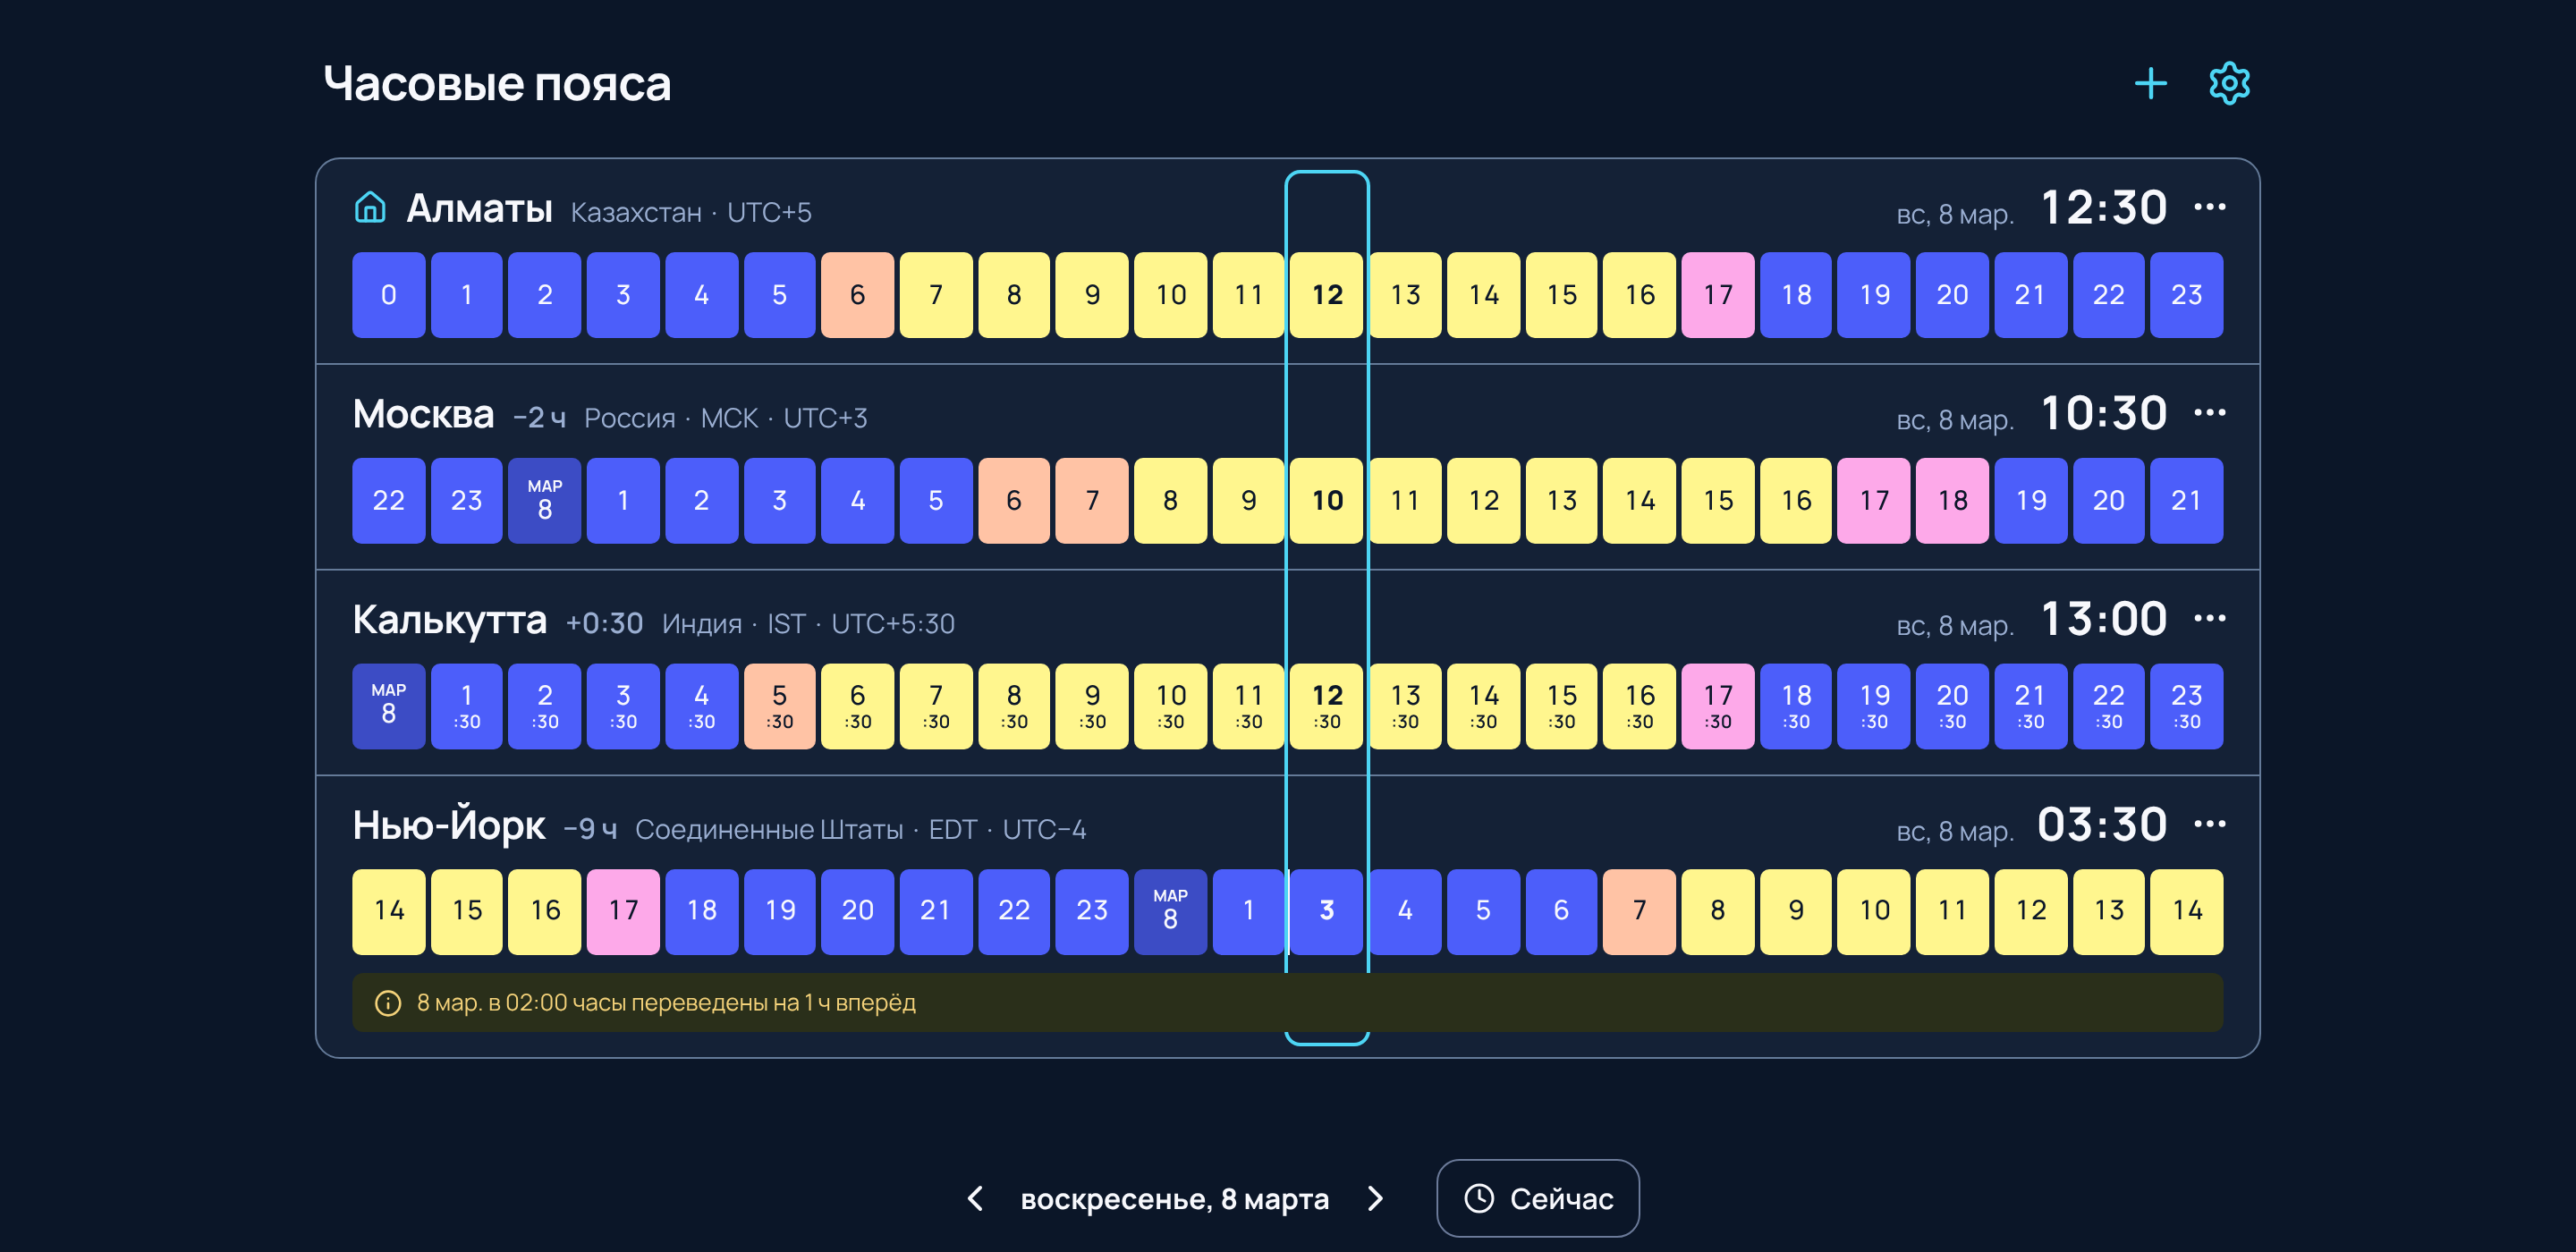 Часовые пояса
Алматы Казахстан · UTC+5 вс, 8 мар. 12:30
0 1 2 3 4 5 6 7 8 9 10 11 12 13 14 15 16 17 18 19 20 21 22 23
Москва −2 ч Россия · МСК · UTC+3 вс, 8 мар. 10:30
22 23 МАР 8 1 2 3 4 5 6 7 8 9 10 11 12 13 14 15 16 17 18 19 20 21
Калькутта +0:30 Индия · IST · UTC+5:30 вс, 8 мар. 13:00
МАР 8 1 :30 2 :30 3 :30 4 :30 5 :30 6 :30 7 :30 8 :30 9 :30 10 :30 11 :30 12 :30 13 :30 14 :30 15 :30 16 :30 17 :30 18 :30 19 :30 20 :30 21 :30 22 :30 23 :30
Нью-Йорк −9 ч Соединенные Штаты · EDT · UTC−4 вс, 8 мар. 03:30
14 15 16 17 18 19 20 21 22 23 МАР 8 1 3 4 5 6 7 8 9 10 11 12 13 14
8 мар. в 02:00 часы переведены на 1 ч вперёд
воскресенье, 8 марта Сейчас